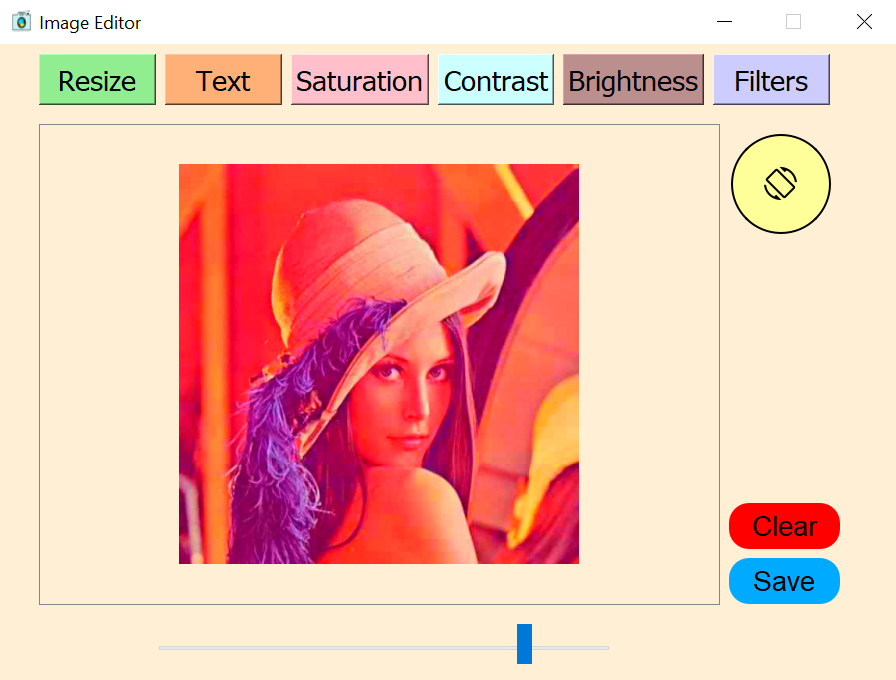 Image Editor
Resize Text Saturation Contrast Brightness Filters
Clear
Save